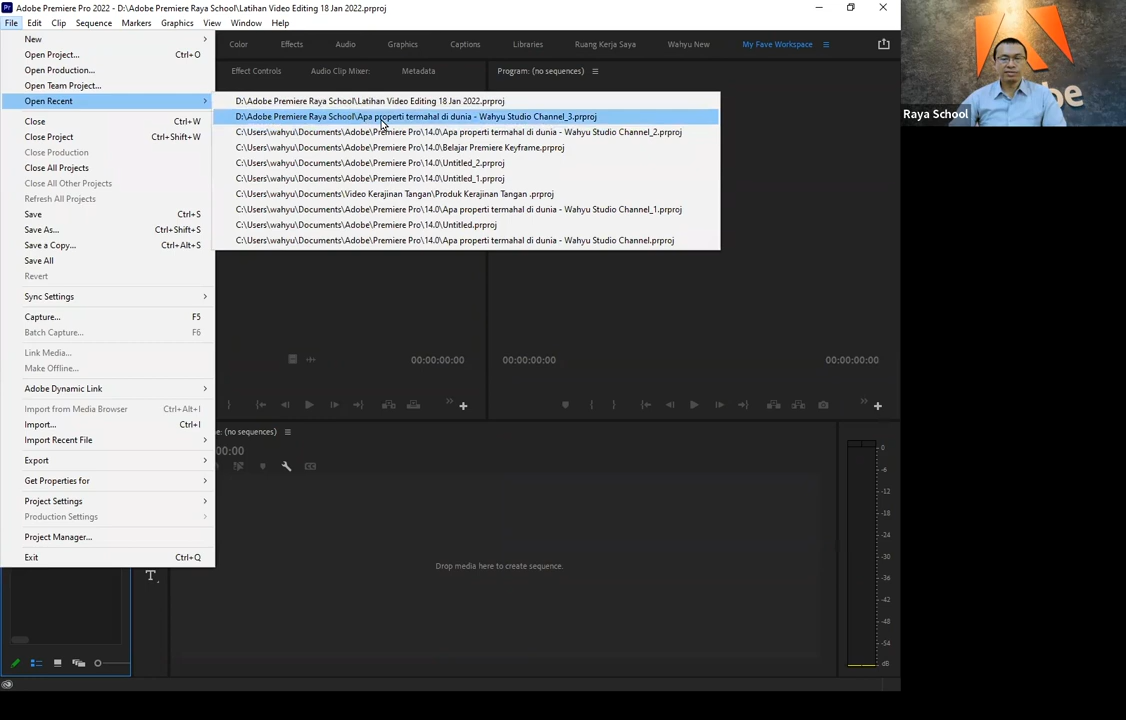 Adobe Premiere Pro 2022 - D:\Adobe Premiere Raya School\Latihan Video Editing 18 Jan 2022.prproj
File Edit Clip Sequence Markers Graphics View Window Help
Color Effects Audio Graphics Captions Libraries Ruang Kerja Saya Wahyu New My Fave Workspace
Effect Controls Audio Clip Mixer: Metadata Program: (no sequences)
New
Open Project... Ctrl+O
Open Production...
Open Team Project...
Open Recent
Close Ctrl+W
Close Project Ctrl+Shift+W
Close Production
Close All Projects
Close All Other Projects
Refresh All Projects
Save Ctrl+S
Save As... Ctrl+Shift+S
Save a Copy... Ctrl+Alt+S
Save All
Revert
Sync Settings
Capture... F5
Batch Capture... F6
Link Media...
Make Offline...
Adobe Dynamic Link
Import from Media Browser Ctrl+Alt+I
Import... Ctrl+I
Import Recent File
Export
Get Properties for
Project Settings
Production Settings
Project Manager...
Exit Ctrl+Q
D:\Adobe Premiere Raya School\Latihan Video Editing 18 Jan 2022.prproj
D:\Adobe Premiere Raya School\Apa properti termahal di dunia - Wahyu Studio Channel_3.prproj
C:\Users\wahyu\Documents\Adobe\Premiere Pro\14.0\Apa properti termahal di dunia - Wahyu Studio Channel_2.prproj
C:\Users\wahyu\Documents\Adobe\Premiere Pro\14.0\Belajar Premiere Keyframe.prproj
C:\Users\wahyu\Documents\Adobe\Premiere Pro\14.0\Untitled_2.prproj
C:\Users\wahyu\Documents\Adobe\Premiere Pro\14.0\Untitled_1.prproj
C:\Users\wahyu\Documents\Video Kerajinan Tangan\Produk Kerajinan Tangan .prproj
C:\Users\wahyu\Documents\Adobe\Premiere Pro\14.0\Apa properti termahal di dunia - Wahyu Studio Channel_1.prproj
C:\Users\wahyu\Documents\Adobe\Premiere Pro\14.0\Untitled.prproj
C:\Users\wahyu\Documents\Adobe\Premiere Pro\14.0\Apa properti termahal di dunia - Wahyu Studio Channel.prproj
00:00:00:00 00:00:00:00 00:00:00:00
(no sequences)
00:00
Drop media here to create sequence.
0
-6
-12
-18
-24
-30
-36
-42
-48
-54
dB
Raya School